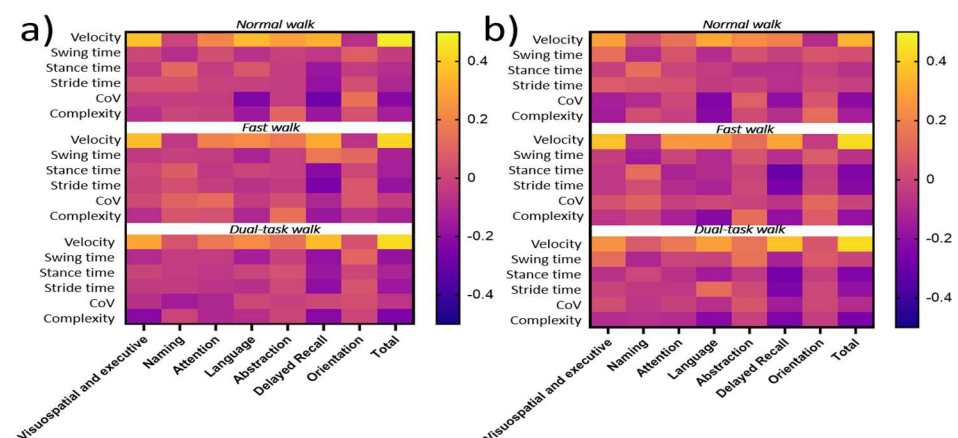 a)
Normal walk
Velocity
Swing time
Stance time
Stride time
CoV
Complexity
Fast walk
Velocity
Swing time
Stance time
Stride time
CoV
Complexity
Dual-task walk
Velocity
Swing time
Stance time
Stride time
CoV
Complexity
Visuospatial and executive
Naming
Attention
Language
Abstraction
Delayed Recall
Orientation
Total
0.4
0.2
0
-0.2
-0.4
b)
Normal walk
Velocity
Swing time
Stance time
Stride time
CoV
Complexity
Fast walk
Velocity
Swing time
Stance time
Stride time
CoV
Complexity
Dual-task walk
Velocity
Swing time
Stance time
Stride time
CoV
Complexity
Visuospatial and executive
Naming
Attention
Language
Abstraction
Delayed Recall
Orientation
Total
0.4
0.2
0
-0.2
-0.4